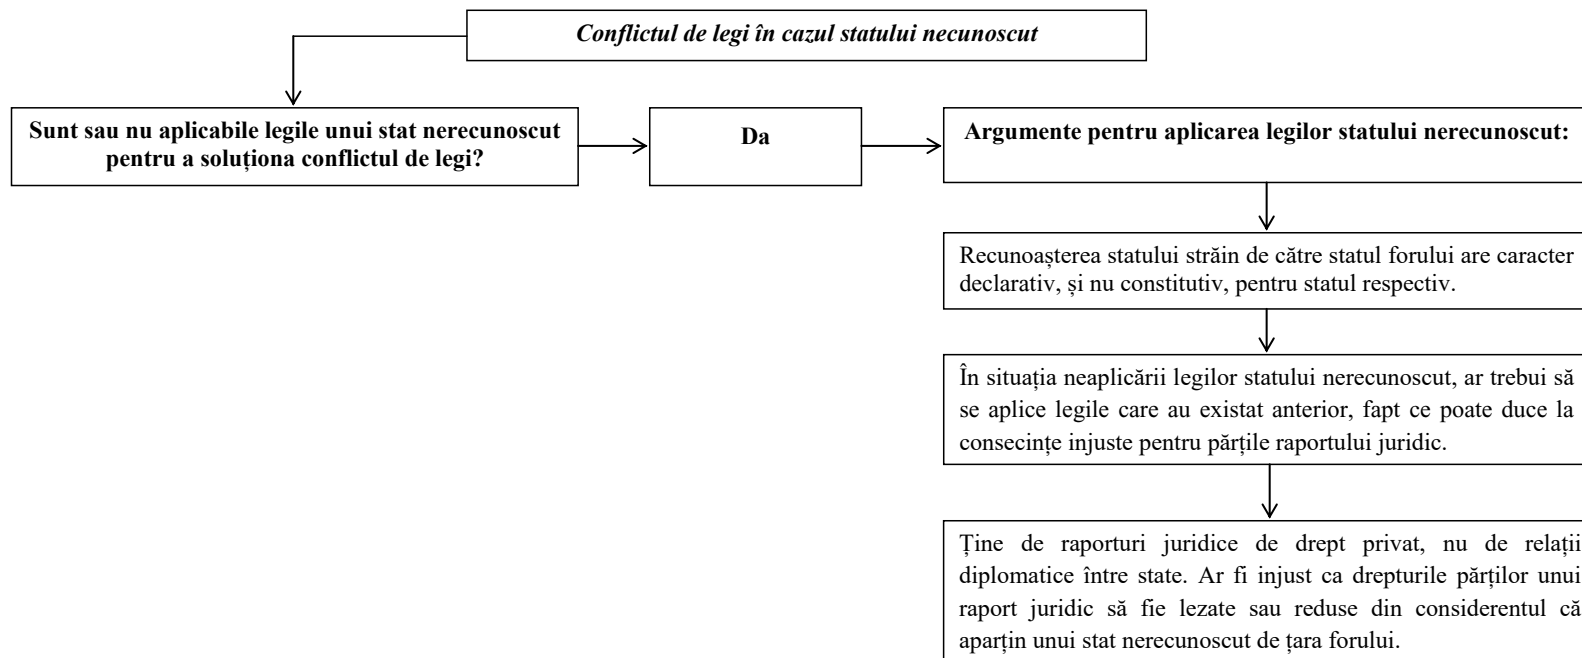 Conflictul de legi în cazul statului necunoscut
Sunt sau nu aplicabile legile unui stat nerecunoscut
pentru a soluționa conflictul de legi?
Da
Argumente pentru aplicarea legilor statului nerecunoscut:
Recunoașterea statului străin de către statul forului are caracter
declarativ, și nu constitutiv, pentru statul respectiv.
În situația neaplicării legilor statului nerecunoscut, ar trebui să
se aplice legile care au existat anterior, fapt ce poate duce la
consecințe injuste pentru părțile raportului juridic.
Ține de raporturi juridice de drept privat, nu de relații
diplomatice între state. Ar fi injust ca drepturile părților unui
raport juridic să fie lezate sau reduse din considerentul că
aparțin unui stat nerecunoscut de țara forului.